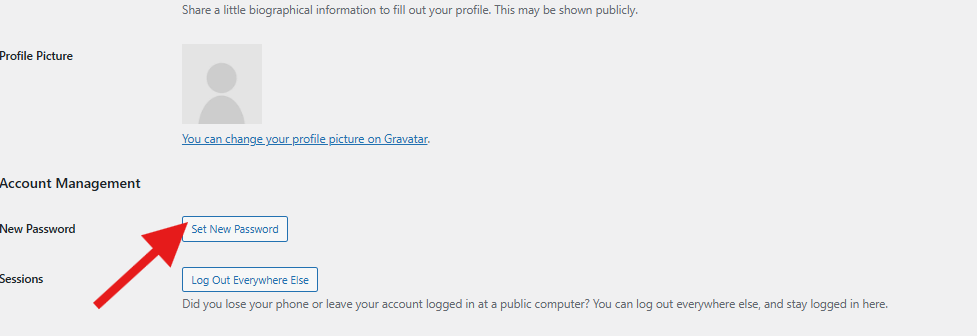 Share a little biographical information to fill out your profile. This may be shown publicly.
Profile Picture
You can change your profile picture on Gravatar.
Account Management
New Password
Set New Password
Sessions
Log Out Everywhere Else
Did you lose your phone or leave your account logged in at a public computer? You can log out everywhere else, and stay logged in here.